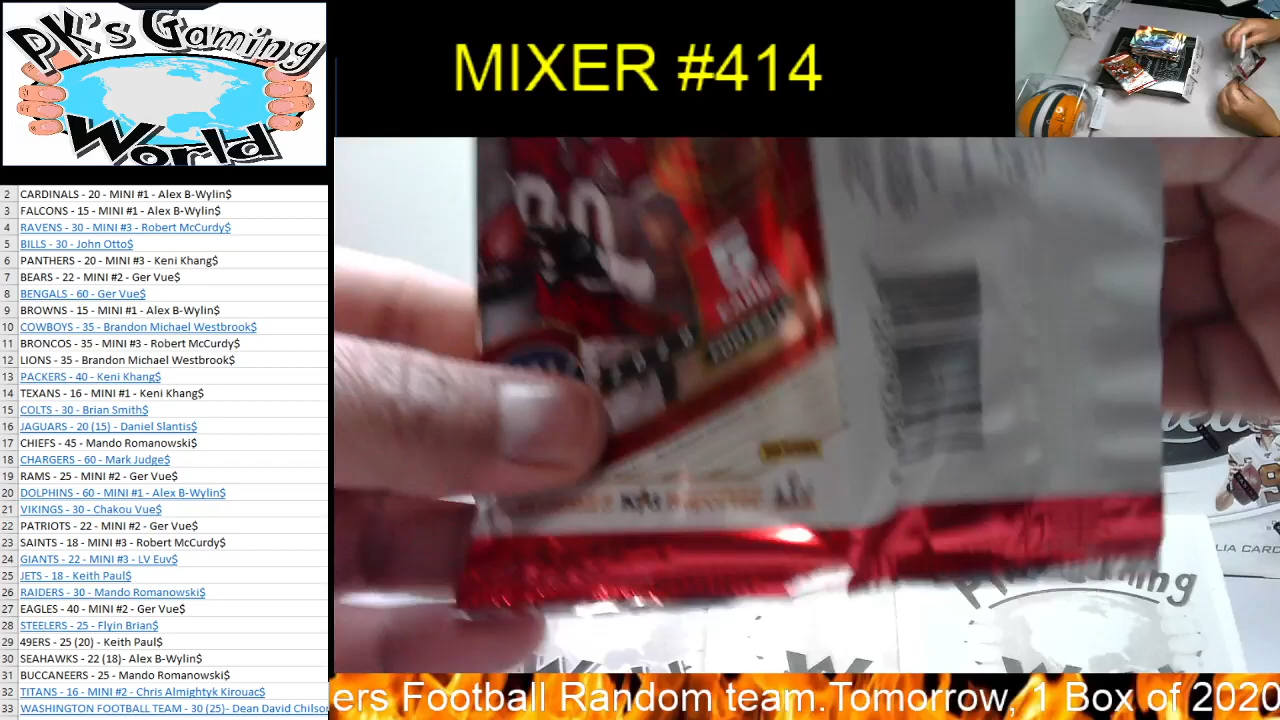 PK's Gaming
World
MIXER #414
2 CARDINALS - 20 - MINI #1 - Alex B-Wylin$
3 FALCONS - 15 - MINI #1 - Alex B-Wylin$
4 RAVENS - 30 - MINI #3 - Robert McCurdy$
5 BILLS - 30 - John Otto$
6 PANTHERS - 20 - MINI #3 - Keni Khang$
7 BEARS - 22 - MINI #2 - Ger Vue$
8 BENGALS - 60 - Ger Vue$
9 BROWNS - 15 - MINI #1 - Alex B-Wylin$
10 COWBOYS - 35 - Brandon Michael Westbrook$
11 BRONCOS - 35 - MINI #3 - Robert McCurdy$
12 LIONS - 35 - Brandon Michael Westbrook$
13 PACKERS - 40 - Keni Khang$
14 TEXANS - 16 - MINI #1 - Keni Khang$
15 COLTS - 30 - Brian Smith$
16 JAGUARS - 20 (15) - Daniel Slantis$
17 CHIEFS - 45 - Mando Romanowski$
18 CHARGERS - 60 - Mark Judge$
19 RAMS - 25 - MINI #2 - Ger Vue$
20 DOLPHINS - 60 - MINI #1 - Alex B-Wylin$
21 VIKINGS - 30 - Chakou Vue$
22 PATRIOTS - 22 - MINI #2 - Ger Vue$
23 SAINTS - 18 - MINI #3 - Robert McCurdy$
24 GIANTS - 22 - MINI #3 - LV Euv$
25 JETS - 18 - Keith Paul$
26 RAIDERS - 30 - Mando Romanowski$
27 EAGLES - 40 - MINI #2 - Ger Vue$
28 STEELERS - 25 - Flyin Brian$
29 49ERS - 25 (20) - Keith Paul$
30 SEAHAWKS - 22 (18)- Alex B-Wylin$
31 BUCCANEERS - 25 - Mando Romanowski$
32 TITANS - 16 - MINI #2 - Chris Almightyk Kirouac$
33 WASHINGTON FOOTBALL TEAM - 30 (25)- Dean David Chilso
PK's Gaming
ers Football Random team.Tomorrow, 1 Box of 2020